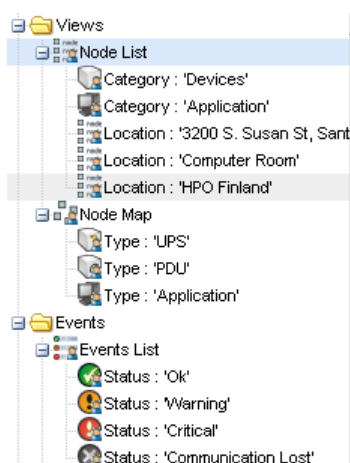 Views
Node List
Category : 'Devices'
Category : 'Application'
Location : '3200 S. Susan St, Sant
Location : 'Computer Room'
Location : 'HPO Finland'
Node Map
Type : 'UPS'
Type : 'PDU'
Type : 'Application'
Events
Events List
Status : 'Ok'
Status : 'Warning'
Status : 'Critical'
Status : 'Communication Lost'